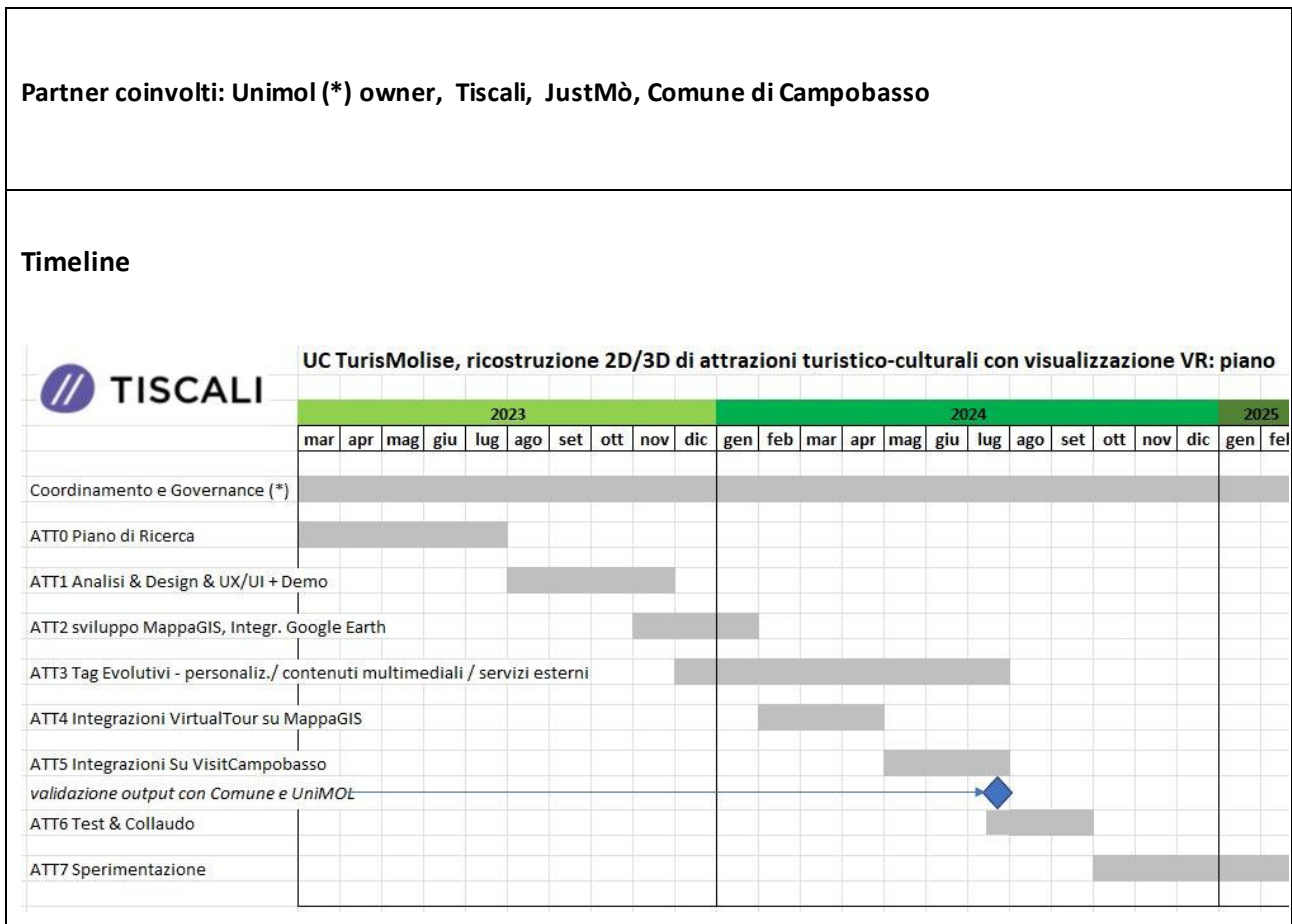 Partner coinvolti: Unimol (*) owner, Tiscali, JustMò, Comune di Campobasso
Timeline
TISCALI
UC TurisMolise, ricostruzione 2D/3D di attrazioni turistico-culturali con visualizzazione VR: piano
2023 2024 2025
mar apr mag giu lug ago set ott nov dic gen feb mar apr mag giu lug ago set ott nov dic gen fel
Coordinamento e Governance (*)
ATT0 Piano di Ricerca
ATT1 Analisi & Design & UX/UI + Demo
ATT2 sviluppo MappaGIS, Integr. Google Earth
ATT3 Tag Evolutivi - personaliz./ contenuti multimediali / servizi esterni
ATT4 Integrazioni VirtualTour su MappaGIS
ATT5 Integrazioni Su VisitCampobasso
validazione output con Comune e UniMOL
ATT6 Test & Collaudo
ATT7 Sperimentazione